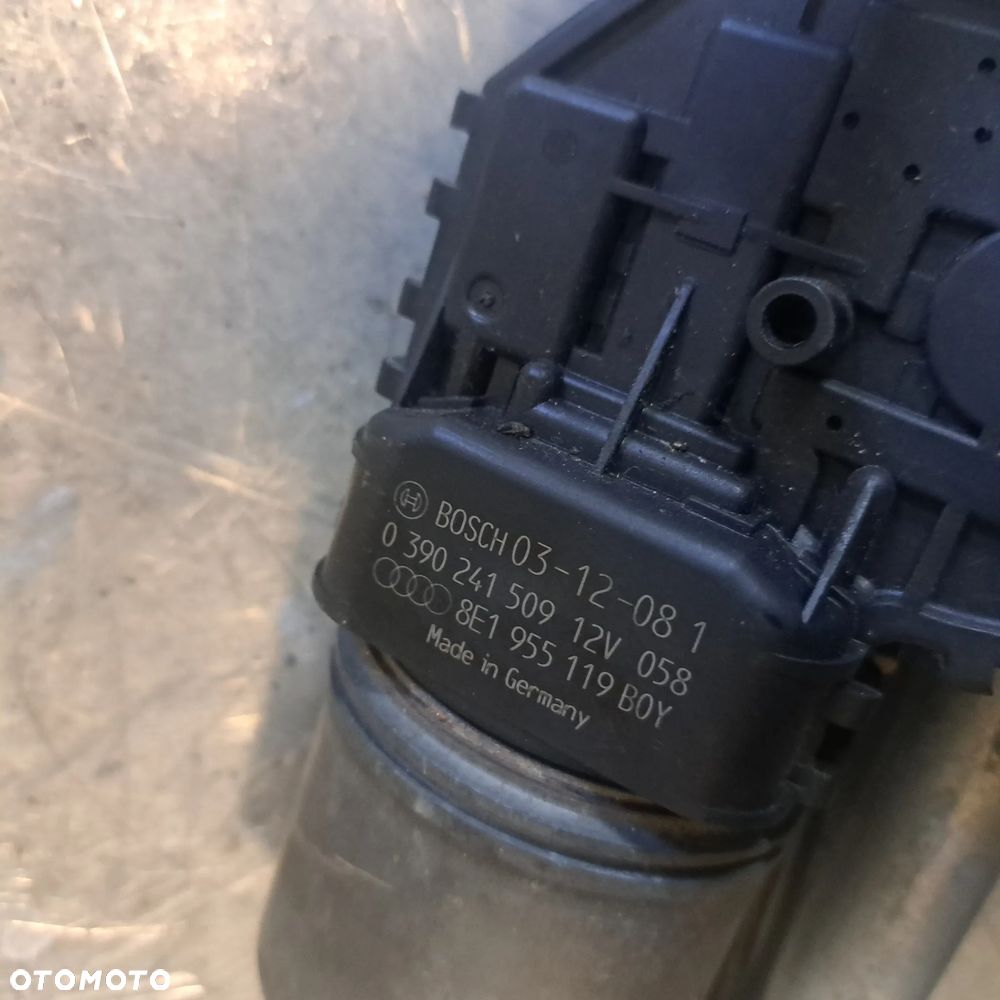 BOSCH 03-12-08 1
0 390 241 509 12V 058
8E1 955 119 B0Y
Made in Germany
OTOMOTO